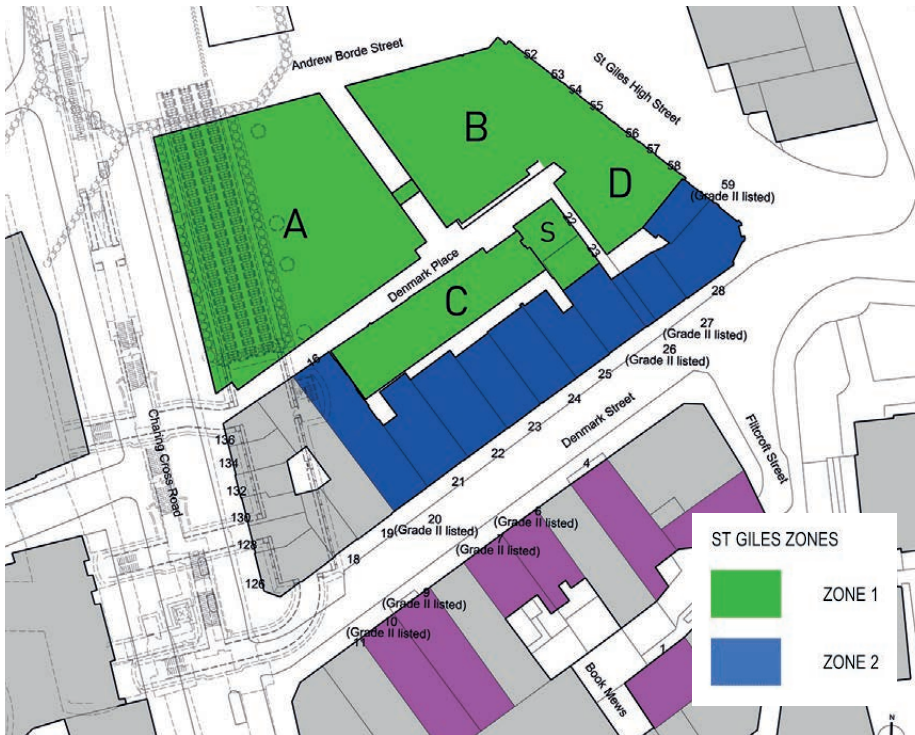 Andrew Borde Street
52
53
54
55
56
57
58
St Giles High Street
59
(Grade II listed)
A
B
D
S
22
23
C
Denmark Place
16
28
27
(Grade II listed)
26
(Grade II listed)
25
24
23
22
21
20
(Grade II listed)
19
18
Denmark Street
Charing Cross Road
136
134
132
130
128
126
4
6
(Grade II listed)
7
(Grade II listed)
9
(Grade II listed)
10
(Grade II listed)
11
Flitcroft Street
Book Mews
1
ST GILES ZONES
ZONE 1
ZONE 2
N